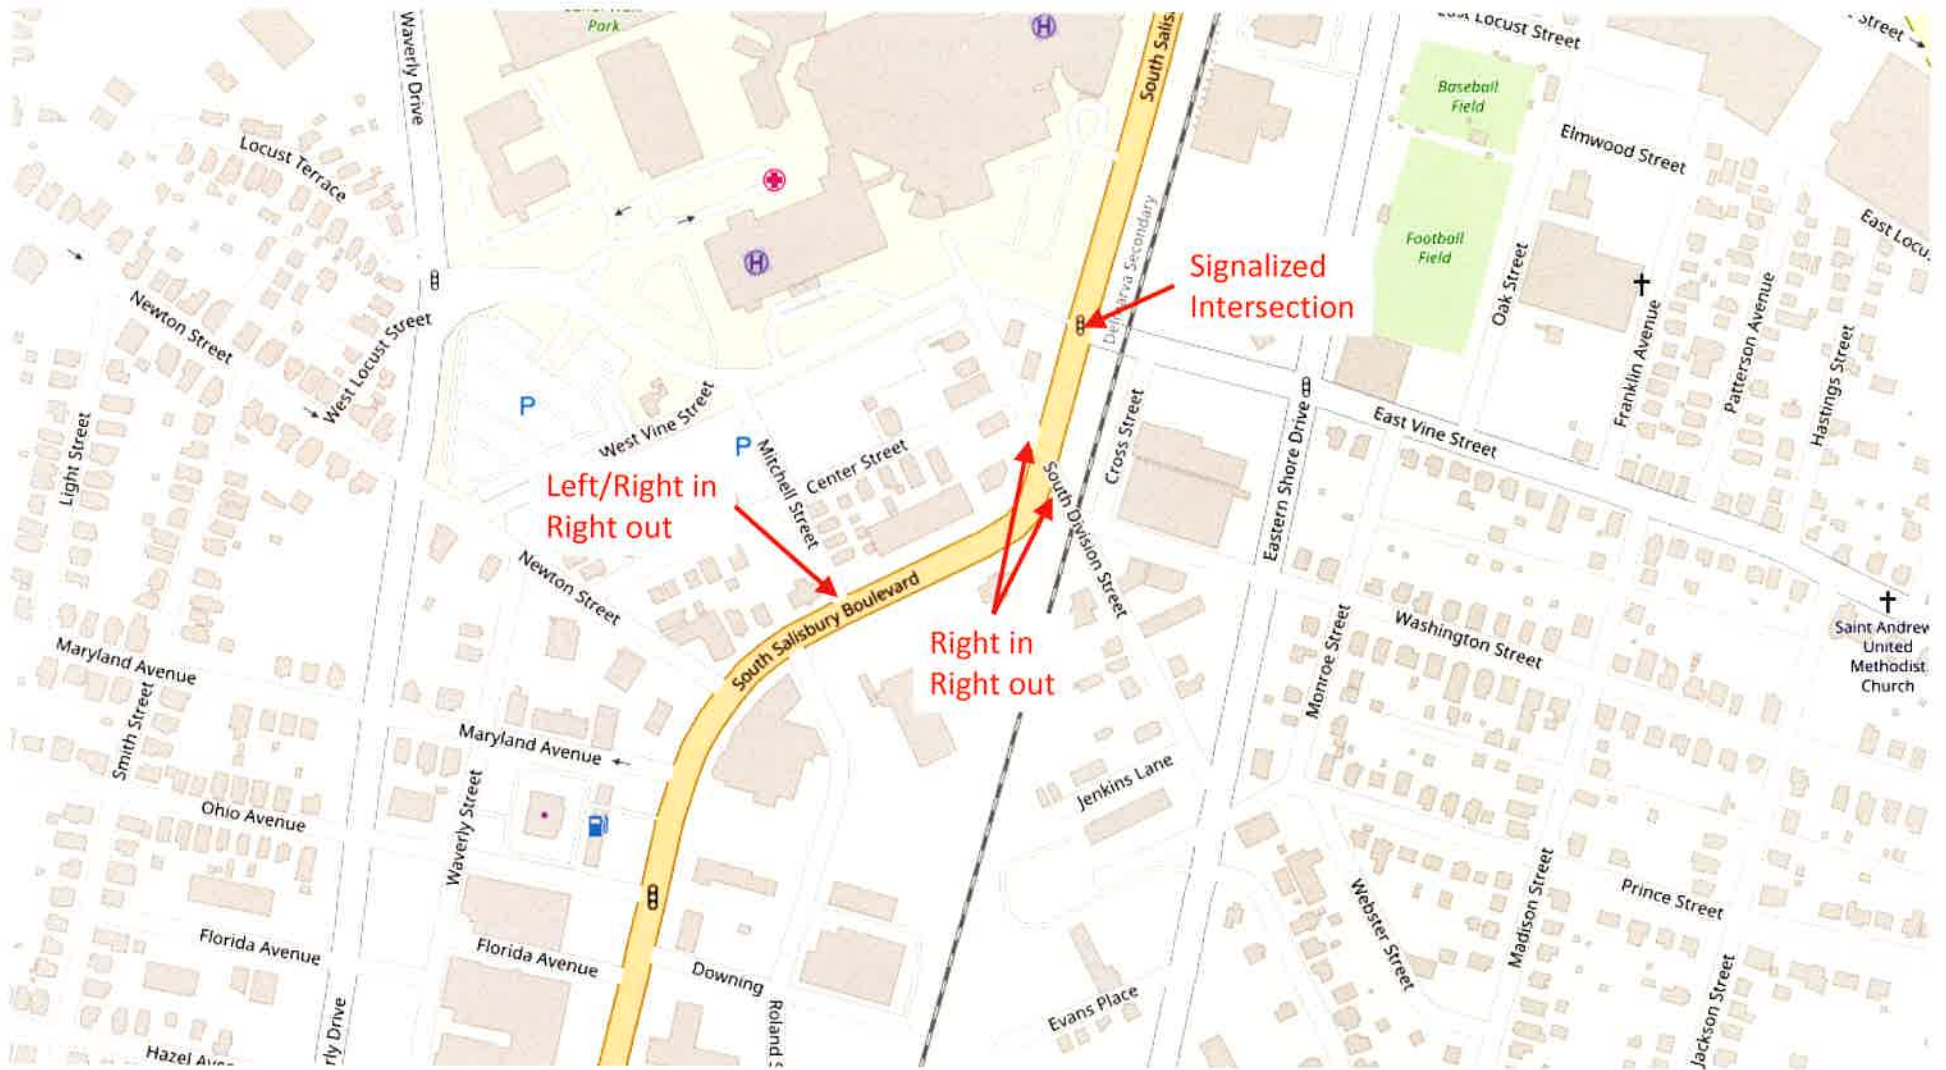 Park
Waverly Drive
South Salis
East Locust Street
Street
Baseball
Field
Elmwood Street
Locust Terrace
East Locu
Football
Field
Delmarva Secondary
Signalized
Intersection
Oak Street
Franklin Avenue
Patterson Avenue
Hastings Street
Newton Street
West Locust Street
Light Street
P
West Vine Street
P
Mitchell Street
Center Street
Cross Street
Eastern Shore Drive
East Vine Street
Left/Right in
Right out
South Division Street
Newton Street
South Salisbury Boulevard
Right in
Right out
Washington Street
Monroe Street
Saint Andrew
United
Methodist
Church
Maryland Avenue
Smith Street
Maryland Avenue
Waverly Street
Ohio Avenue
Jenkins Lane
Webster Street
Madison Street
Prince Street
Florida Avenue
Florida Avenue
Downing
Roland S
Evans Place
Jackson Street
rly Drive
Hazel Ave
H
H